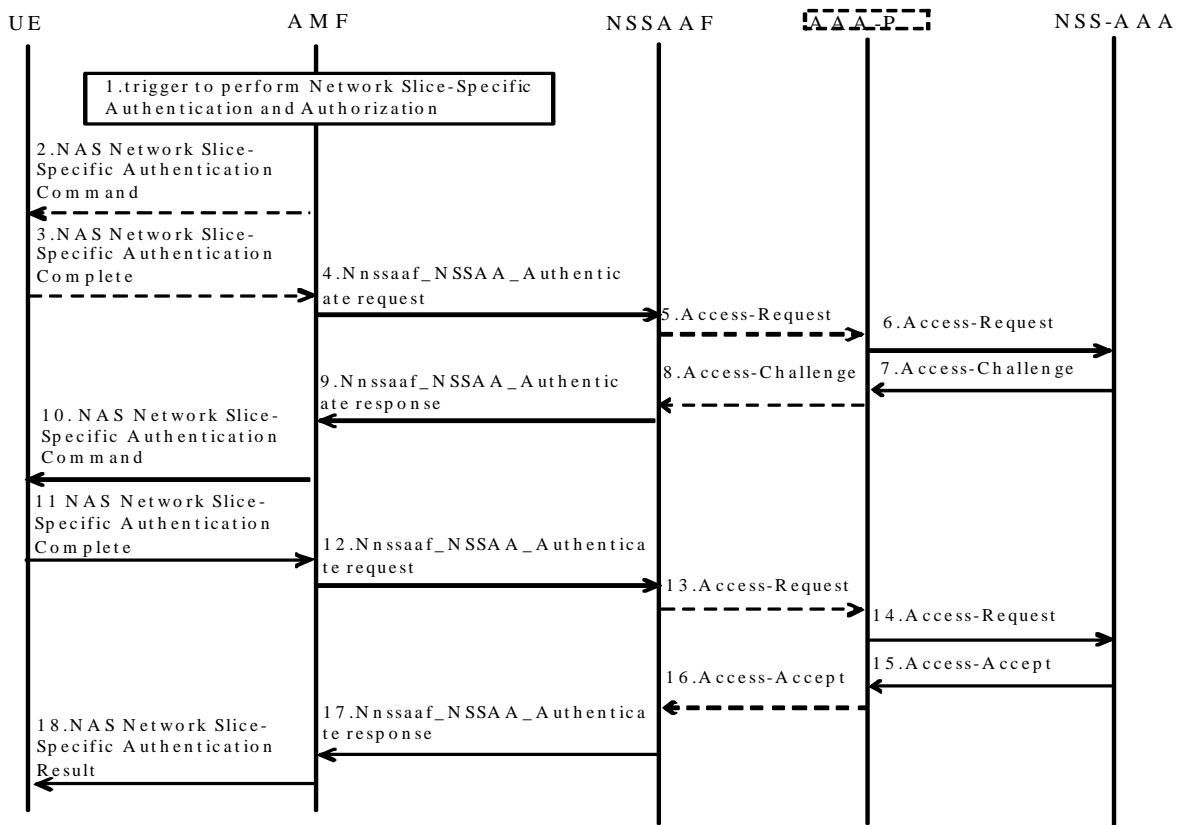 UE AMF NSSAAF AAA-P NSS-AAA
1.trigger to perform Network Slice-Specific
Authentication and Authorization
2.NAS Network Slice-
Specific Authentication
Command
3.NAS Network Slice-
Specific Authentication
Complete
4.Nnssaaf_NSSAA_Authentic
ate request
5.Access-Request
6.Access-Request
7.Access-Challenge
8.Access-Challenge
9.Nnssaaf_NSSAA_Authentic
ate response
10. NAS Network Slice-
Specific Authentication
Command
11 NAS Network Slice-
Specific Authentication
Complete
12.Nnssaaf_NSSAA_Authentica
te request
13.Access-Request
14.Access-Request
15.Access-Accept
16.Access-Accept
17.Nnssaaf_NSSAA_Authentica
te response
18.NAS Network Slice-
Specific Authentication
Result